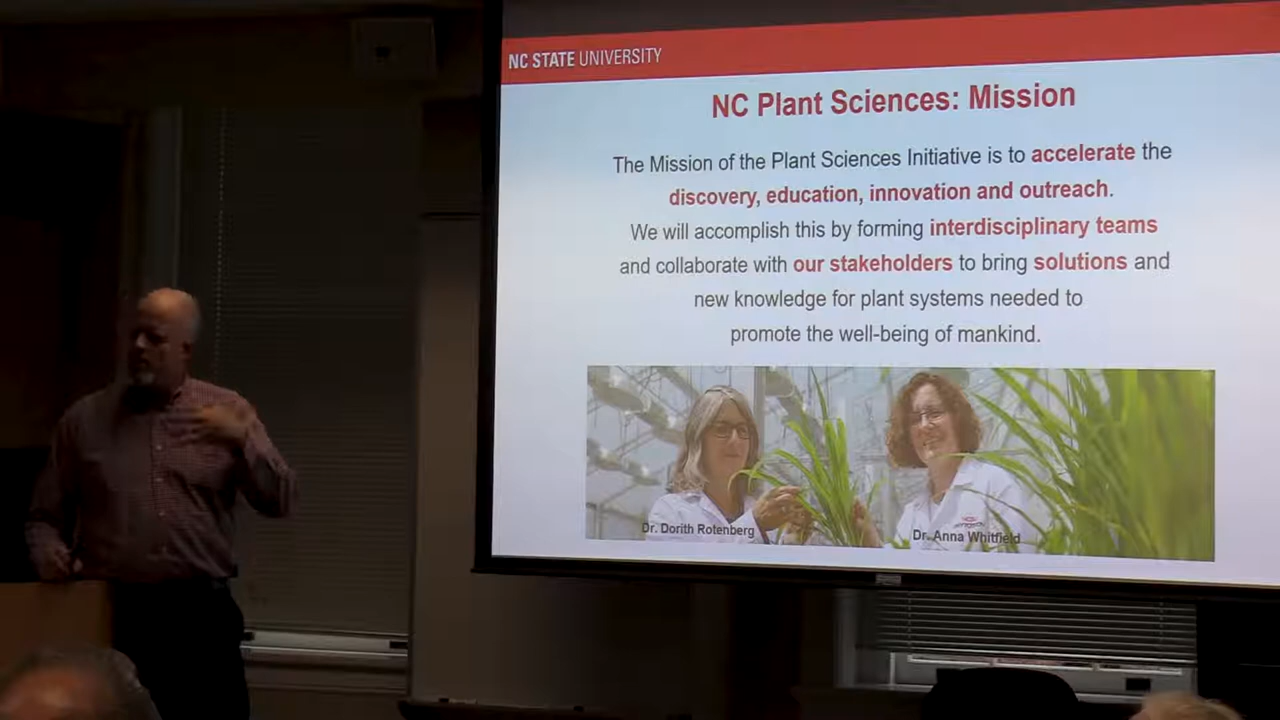 NC STATE UNIVERSITY
NC Plant Sciences: Mission
The Mission of the Plant Sciences Initiative is to accelerate the
discovery, education, innovation and outreach.
We will accomplish this by forming interdisciplinary teams
and collaborate with our stakeholders to bring solutions and
new knowledge for plant systems needed to
promote the well-being of mankind.
Dr. Dorith Rotenberg
Dr. Anna Whitfield